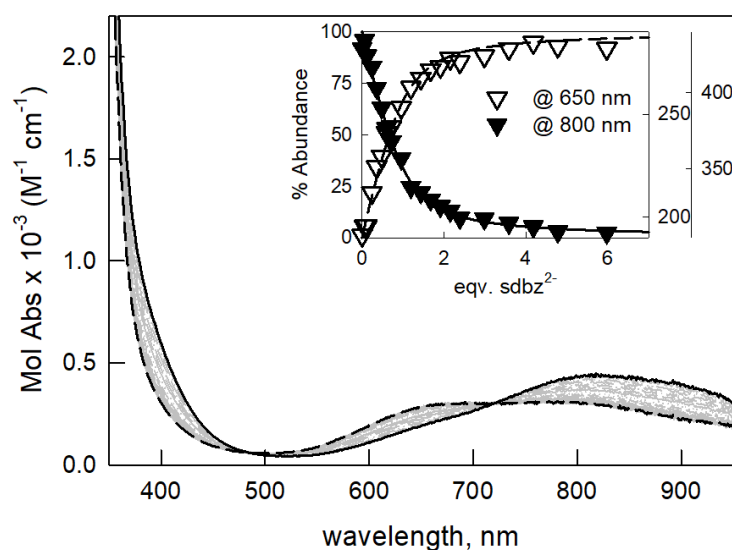 Mol Abs x 10⁻³ (M⁻¹ cm⁻¹)
2.0
1.5
1.0
0.5
0.0
400 500 600 700 800 900
wavelength, nm
% Abundance
100
75
50
25
0
0 2 4 6
eqv. sdbz²⁻
@ 650 nm
@ 800 nm
250
200
400
350